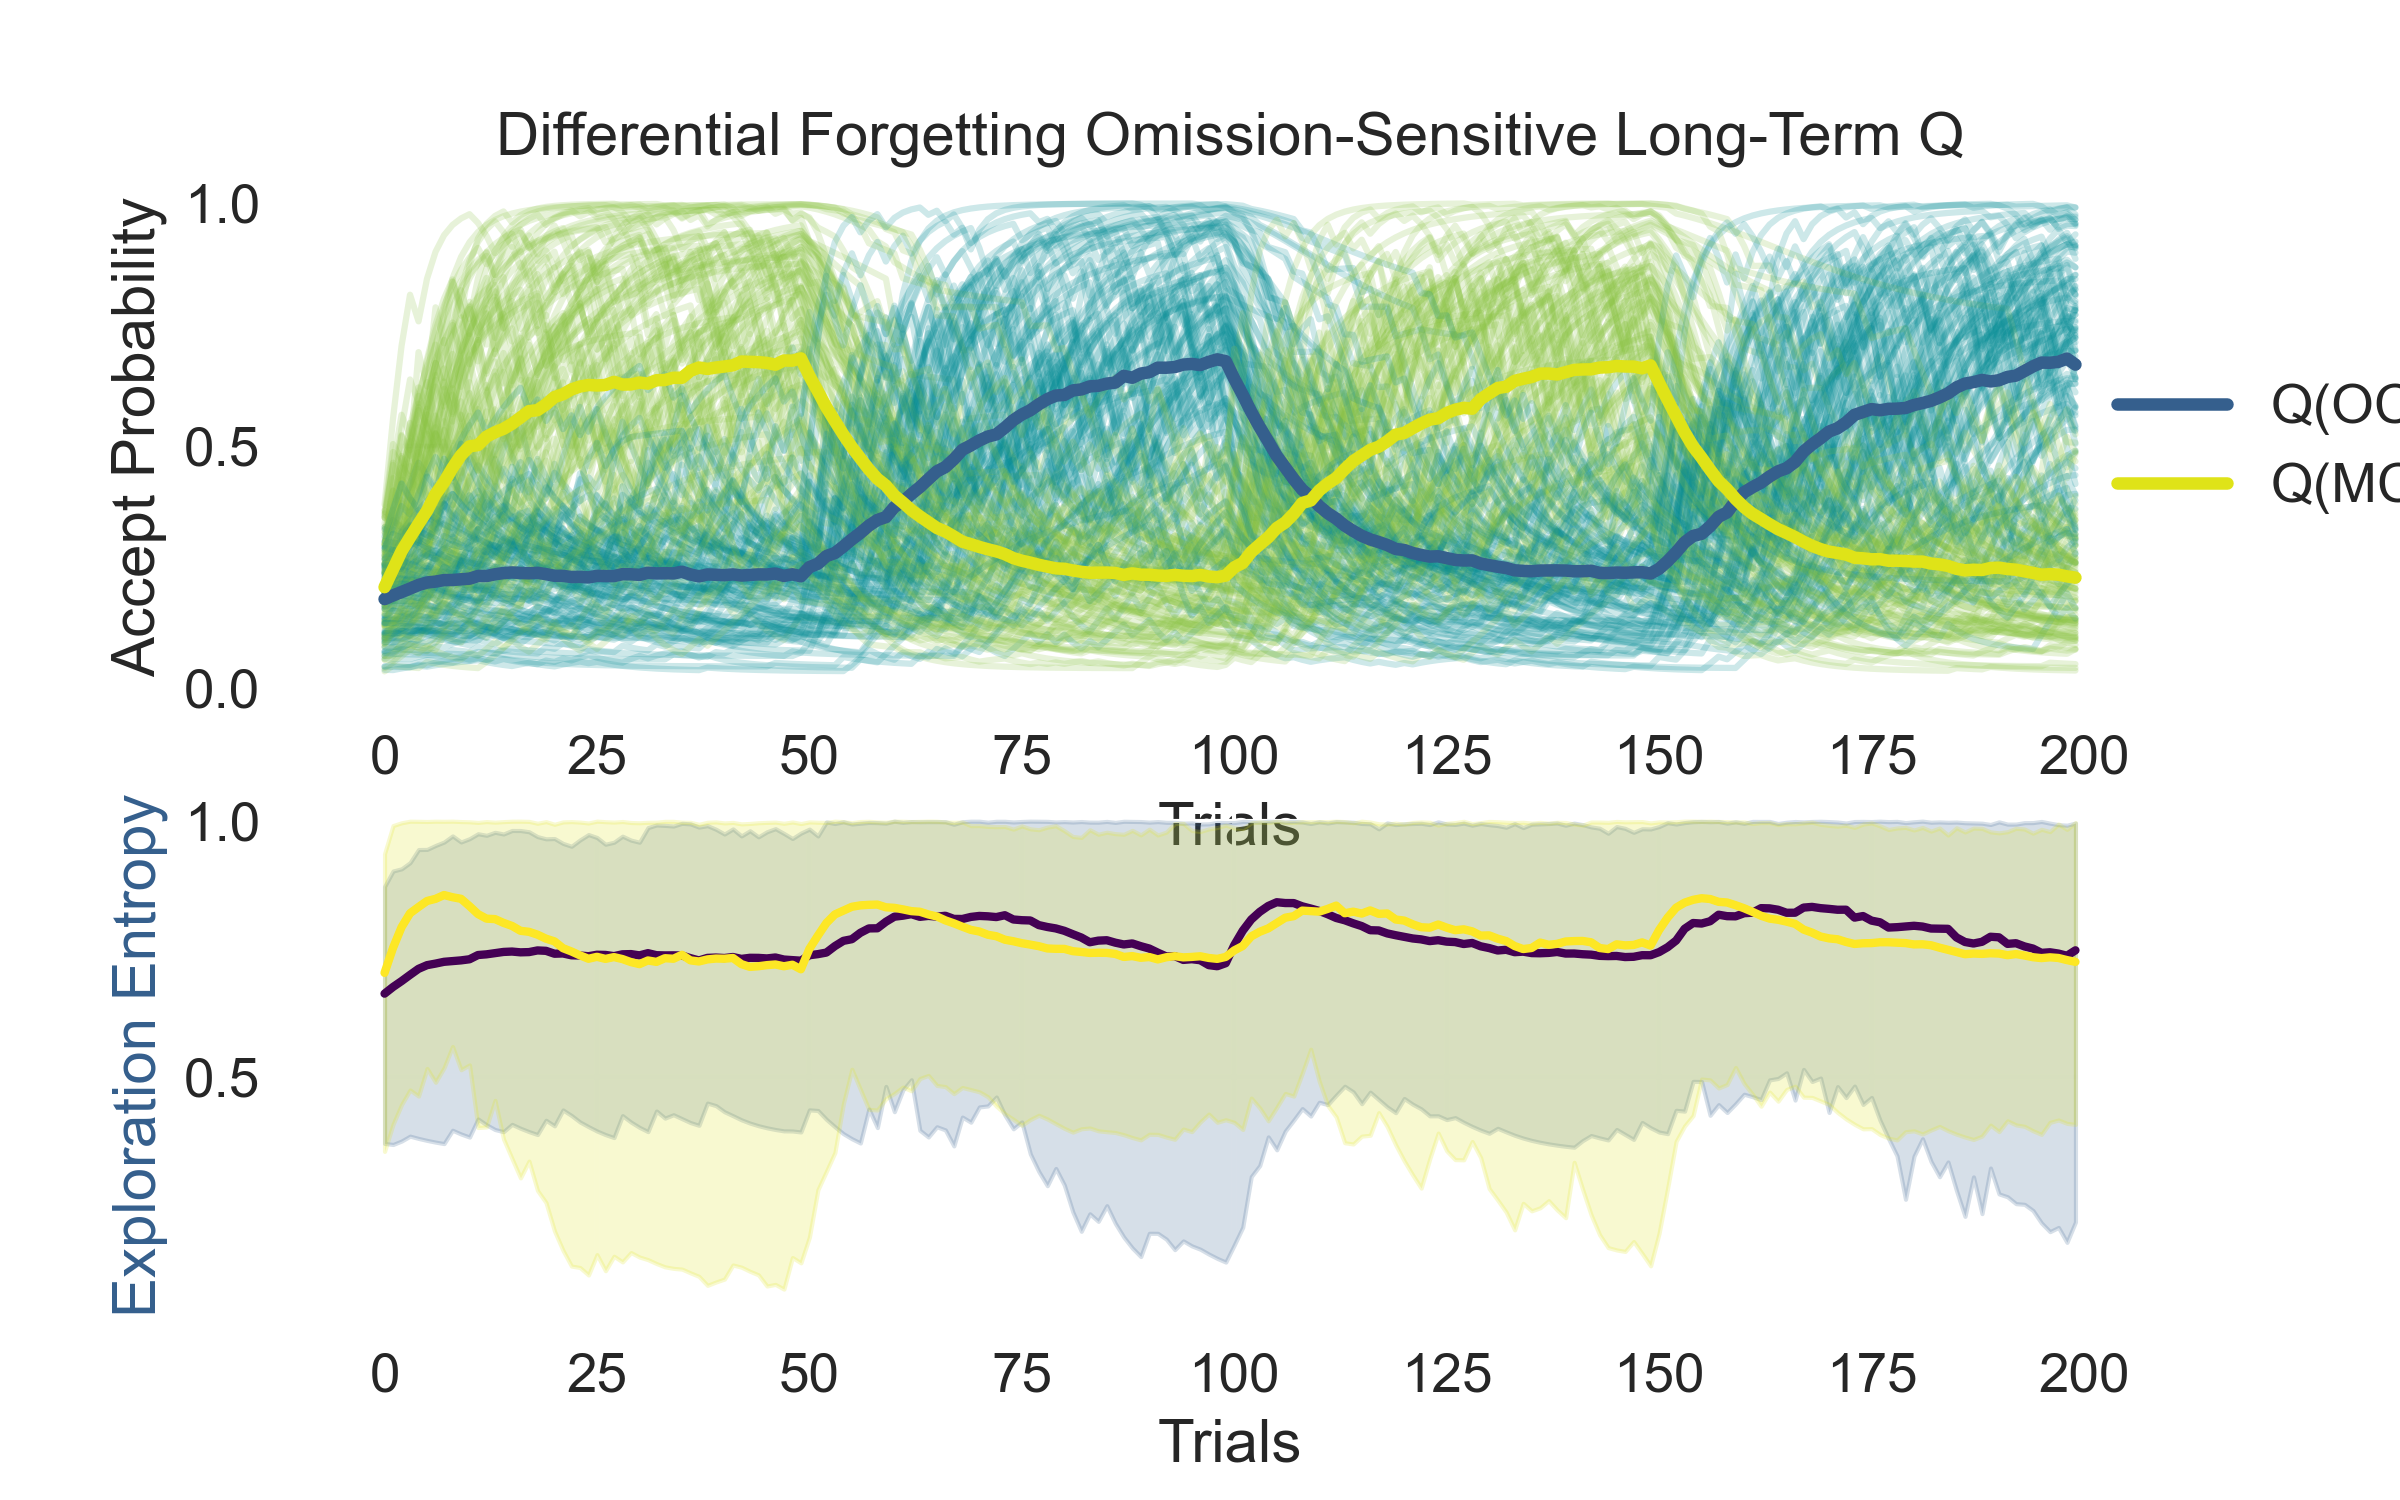 Differential Forgetting Omission-Sensitive Long-Term Q
Accept Probability
1.0
0.5
0.0
Q(OC
Q(MC
0 25 50 75 100 125 150 175 200
Trials
Exploration Entropy
1.0
0.5
0 25 50 75 100 125 150 175 200
Trials